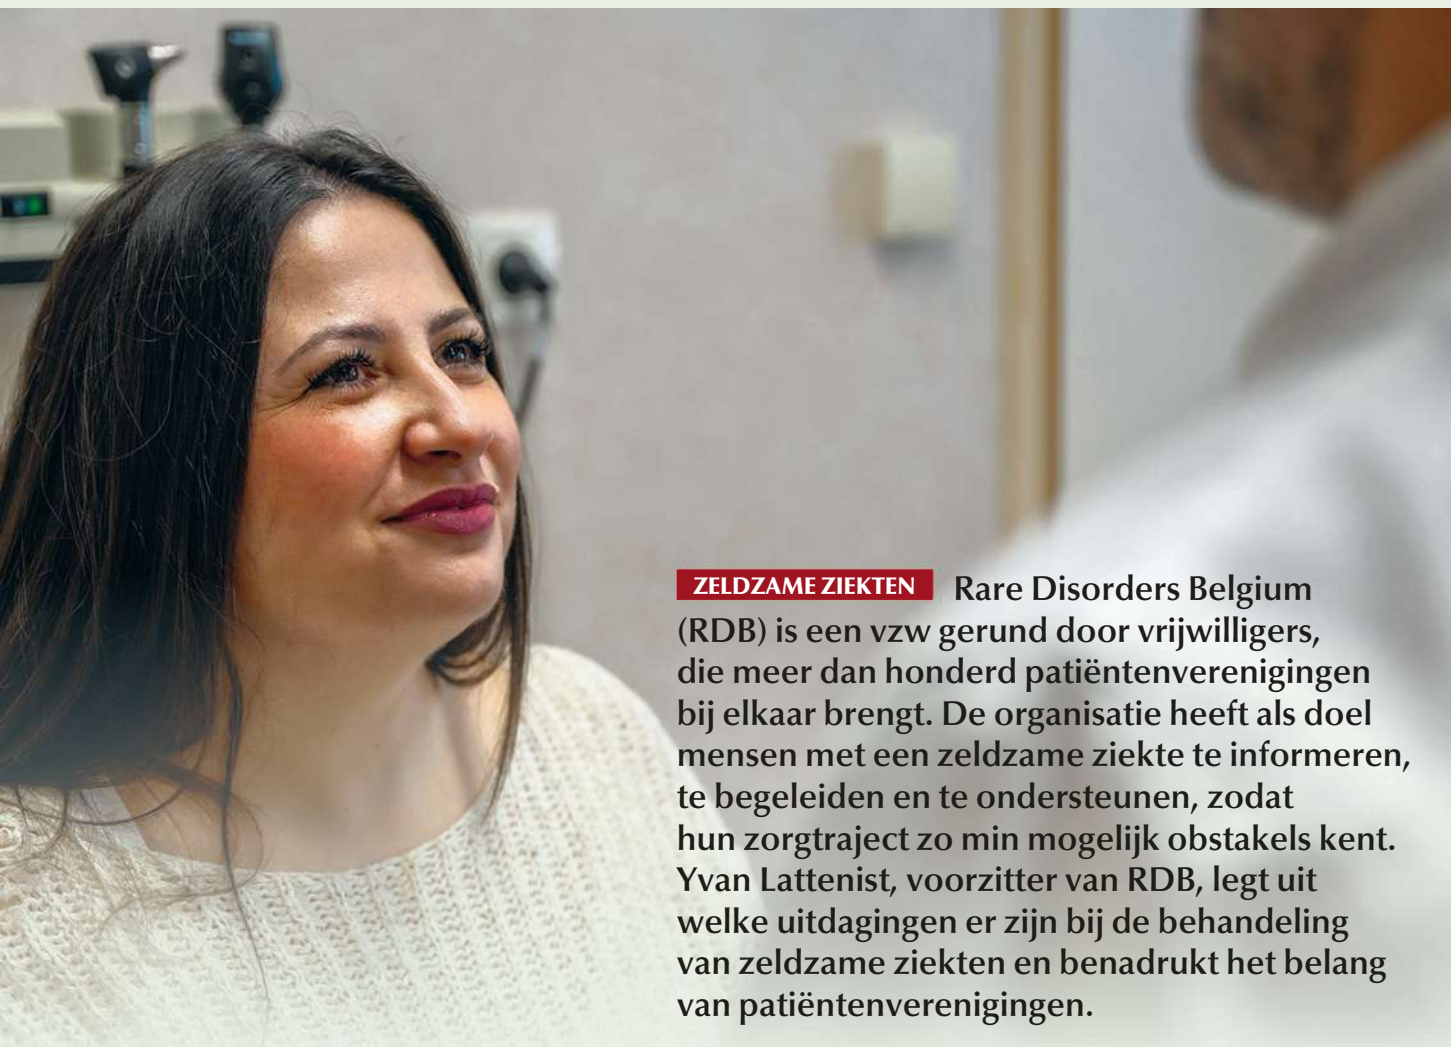 ZELDZAME ZIEKTEN Rare Disorders Belgium
(RDB) is een vzw gerund door vrijwilligers,
die meer dan honderd patiëntenverenigingen
bij elkaar brengt. De organisatie heeft als doel
mensen met een zeldzame ziekte te informeren,
te begeleiden en te ondersteunen, zodat
hun zorgtraject zo min mogelijk obstakels kent.
Yvan Lattenist, voorzitter van RDB, legt uit
welke uitdagingen er zijn bij de behandeling
van zeldzame ziekten en benadrukt het belang
van patiëntenverenigingen.